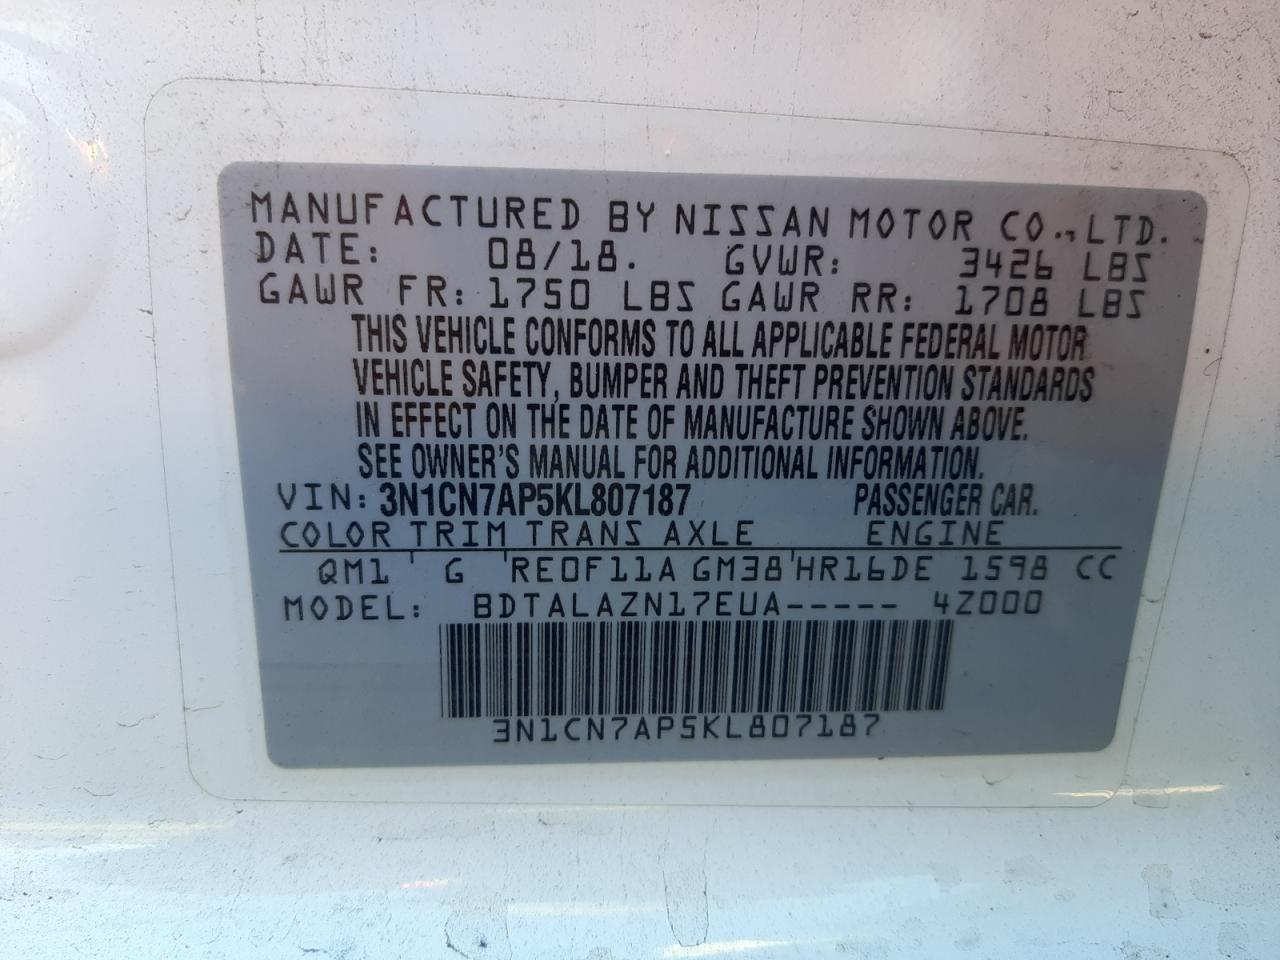 MANUFACTURED BY NISSAN MOTOR CO., LTD.
DATE: 08/18. GVWR: 3426 LBS
GAWR FR: 1750 LBS GAWR RR: 1708 LBS
THIS VEHICLE CONFORMS TO ALL APPLICABLE FEDERAL MOTOR
VEHICLE SAFETY, BUMPER AND THEFT PREVENTION STANDARDS
IN EFFECT ON THE DATE OF MANUFACTURE SHOWN ABOVE.
SEE OWNER'S MANUAL FOR ADDITIONAL INFORMATION.
VIN: 3N1CN7AP5KL807187 PASSENGER CAR.
COLOR TRIM TRANS AXLE ENGINE
QM1 ' G ' RE0F11A GM38 ' HR16DE 1598 CC
MODEL: BDTALAZN17EUA----- 4Z000
3N1CN7AP5KL807187